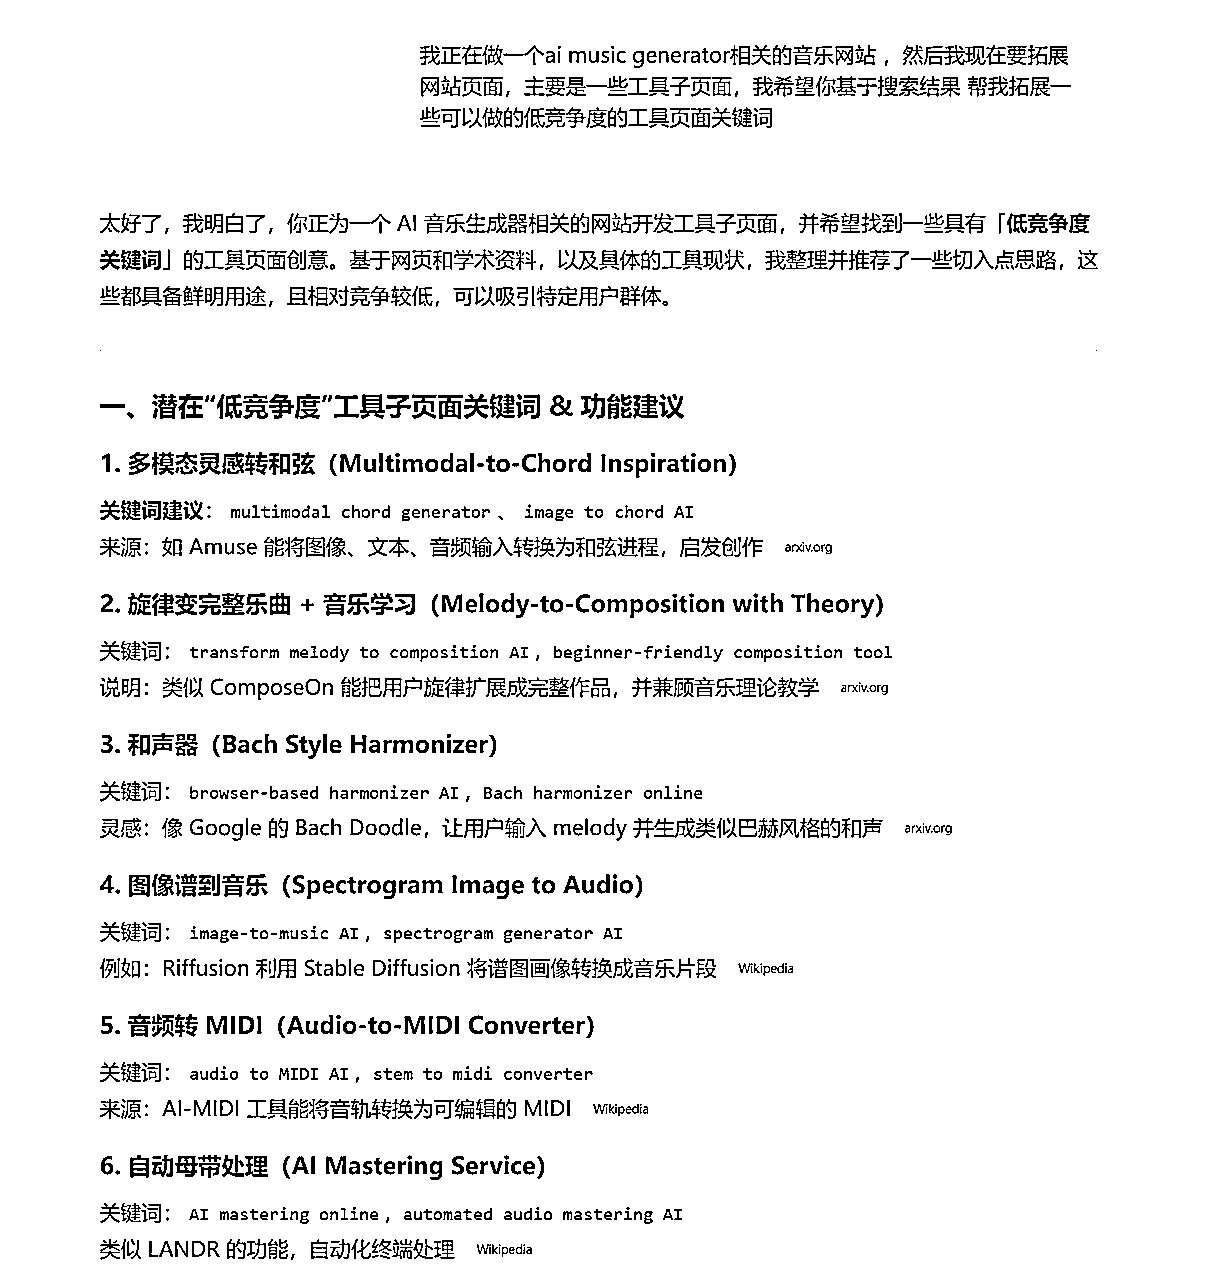 我正在做一个ai music generator相关的音乐网站 ，然后我现在要拓展
网站页面，主要是一些工具子页面，我希望你基于搜索结果 帮我拓展一
些可以做的低竞争度的工具页面关键词
太好了，我明白了，你正为一个 AI 音乐生成器相关的网站开发工具子页面，并希望找到一些具有「低竞争度
关键词」的工具页面创意。基于网页和学术资料，以及具体的工具现状，我整理并推荐了一些切入点思路，这
些都具备鲜明用途，且相对竞争较低，可以吸引特定用户群体。
一、潜在“低竞争度”工具子页面关键词 & 功能建议
1. 多模态灵感转和弦（Multimodal-to-Chord Inspiration）
关键词建议： multimodal chord generator 、 image to chord AI
来源：如 Amuse 能将图像、文本、音频输入转换为和弦进程，启发创作 arxiv.org
2. 旋律变完整乐曲 + 音乐学习（Melody-to-Composition with Theory）
关键词： transform melody to composition AI , beginner-friendly composition tool
说明：类似 ComposeOn 能把用户旋律扩展成完整作品，并兼顾音乐理论教学 arxiv.org
3. 和声器（Bach Style Harmonizer）
关键词： browser-based harmonizer AI , Bach harmonizer online
灵感：像 Google 的 Bach Doodle，让用户输入 melody 并生成类似巴赫风格的和声 arxiv.org
4. 图像谱到音乐（Spectrogram Image to Audio）
关键词： image-to-music AI , spectrogram generator AI
例如：Riffusion 利用 Stable Diffusion 将谱图画像转换成音乐片段 Wikipedia
5. 音频转 MIDI（Audio-to-MIDI Converter）
关键词： audio to MIDI AI , stem to midi converter
来源：AI-MIDI 工具能将音轨转换为可编辑的 MIDI Wikipedia
6. 自动母带处理（AI Mastering Service）
关键词： AI mastering online , automated audio mastering AI
类似 LANDR 的功能，自动化终端处理 Wikipedia